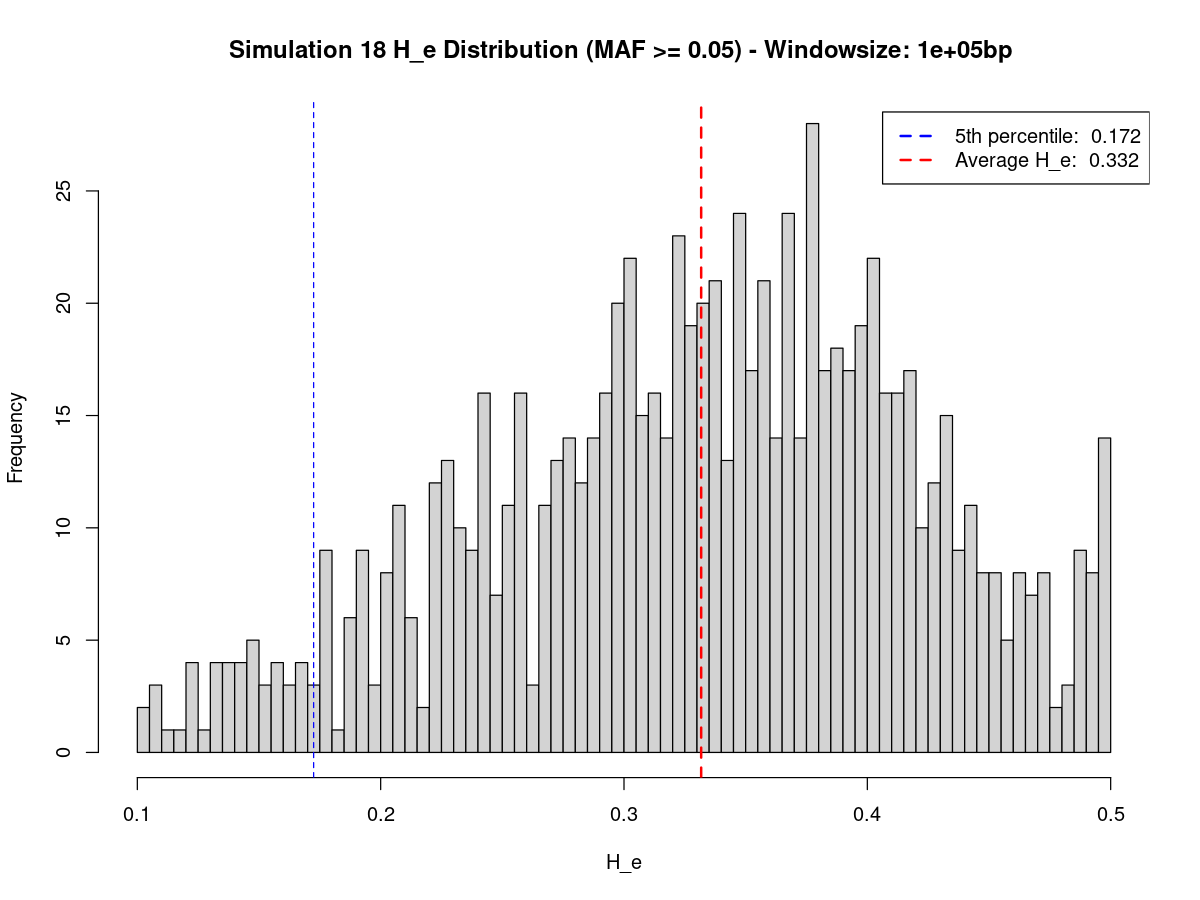 Simulation 18 H_e Distribution (MAF >= 0.05) - Windowsize: 1e+05bp
5th percentile:  0.172
Average H_e:  0.332
Frequency
25
20
15
10
5
0
0.1
0.2
0.3
0.4
0.5
H_e